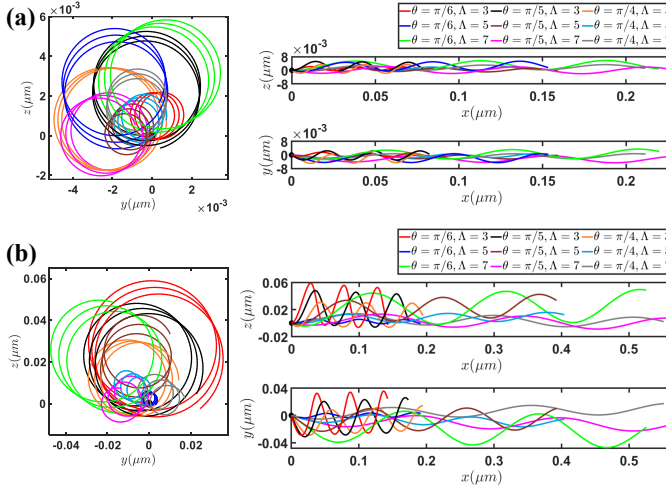 (a)
×10⁻³
6
4
2
0
-2
z(μm)
-4
-2
0
2
y(μm)
×10⁻³
θ = π/6, Λ = 3
θ = π/5, Λ = 3
θ = π/4, Λ =
θ = π/6, Λ = 5
θ = π/5, Λ = 5
θ = π/4, Λ =
θ = π/6, Λ = 7
θ = π/5, Λ = 7
θ = π/4, Λ =
×10⁻³
8
0
-8
z(μm)
0
0.05
0.1
0.15
0.2
x(μm)
×10⁻³
8
0
-8
y(μm)
0
0.05
0.1
0.15
0.2
x(μm)
(b)
0.06
0.04
0.02
0
z(μm)
-0.04
-0.02
0
0.02
y(μm)
θ = π/6, Λ = 3
θ = π/5, Λ = 3
θ = π/4, Λ =
θ = π/6, Λ = 5
θ = π/5, Λ = 5
θ = π/4, Λ =
θ = π/6, Λ = 7
θ = π/5, Λ = 7
θ = π/4, Λ =
0.06
0.02
-0.02
z(μm)
0
0.1
0.2
0.3
0.4
0.5
x(μm)
0.04
0
-0.04
y(μm)
0
0.1
0.2
0.3
0.4
0.5
x(μm)